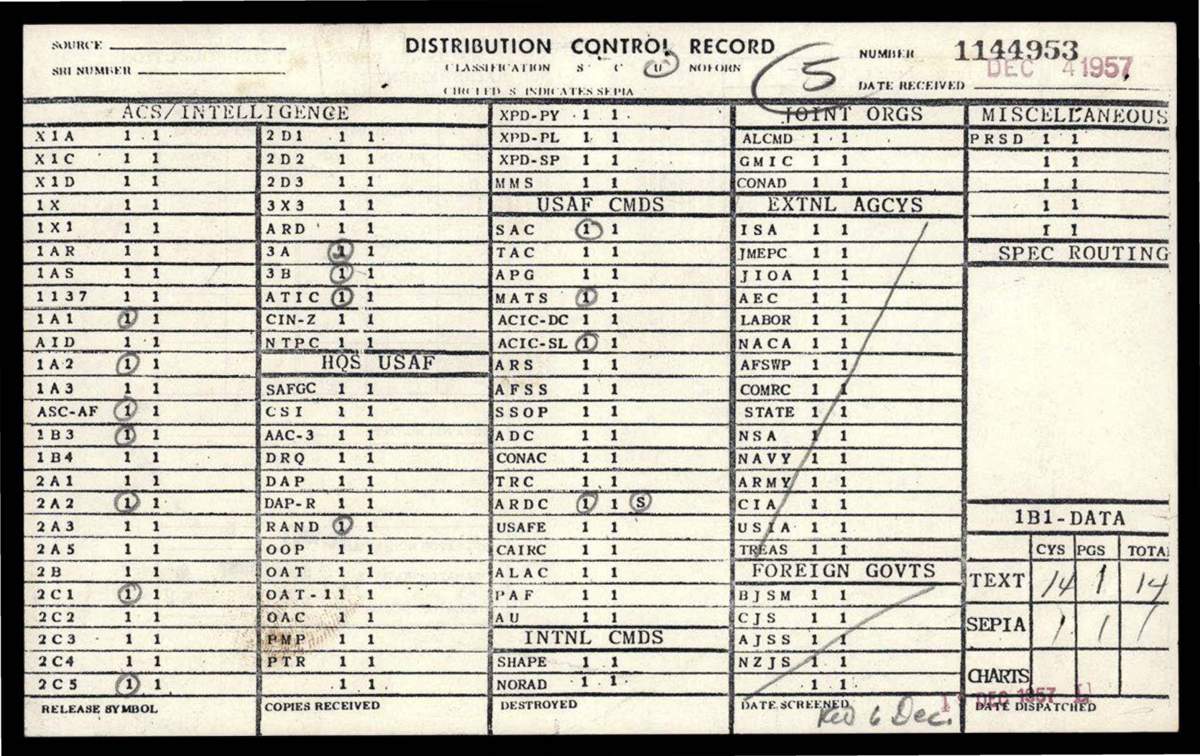 SOURCE
SRI NUMBER
DISTRIBUTION CONTROL RECORD
CLASSIFICATION S C U NOFORN
CIRCLED S INDICATES SEPIA
5
NUMBER 1144953
DEC 4 1957
DATE RECEIVED
ACS/INTELLIGENCE
X1A 1 1
X1C 1 1
X1D 1 1
1X 1 1
1X1 1 1
1AR 1 1
1AS 1 1
1137 1 1
1A1 1 1
AID 1 1
1A2 1 1
1A3 1 1
ASC-AF 1 1
1B3 1 1
1B4 1 1
2A1 1 1
2A2 1 1
2A3 1 1
2A5 1 1
2B 1 1
2C1 1 1
2C2 1 1
2C3 1 1
2C4 1 1
2C5 1 1
RELEASE SYMBOL
2D1 1 1
2D2 1 1
2D3 1 1
3X3 1 1
ARD 1 1
3A 1 1
3B 1 1
ATIC 1 1
CIN-Z 1 1
NTPC 1 1
HQS USAF
SAFGC 1 1
CSI 1 1
AAC-3 1 1
DRQ 1 1
DAP 1 1
DAP-R 1 1
RAND 1 1
OOP 1 1
OAT 1 1
OAT-1 1 1
OAC 1 1
PMP 1 1
PTR 1 1
1 1
COPIES RECEIVED
XPD-PY 1 1
XPD-PL 1 1
XPD-SP 1 1
MMS 1 1
USAF CMDS
SAC 1 1
TAC 1 1
APG 1 1
MATS 1 1
ACIC-DC 1 1
ACIC-SL 1 1
ARS 1 1
AFSS 1 1
SSOP 1 1
ADC 1 1
CONAC 1 1
TRC 1 1
ARDC 1 1 S
USAFE 1 1
CAIRC 1 1
ALAC 1 1
PAF 1 1
AU 1 1
INTNL CMDS
SHAPE 1 1
NORAD 1 1
DESTROYED
JOINT ORGS
ALCMD 1 1
GMIC 1 1
CONAD 1 1
EXTNL AGCYS
ISA 1 1
JMEPC 1 1
JIOA 1 1
AEC 1 1
LABOR 1 1
NACA 1 1
AFSWP 1 1
COMRC 1 1
STATE 1 1
NSA 1 1
NAVY 1 1
ARMY 1 1
CIA 1 1
USIA 1 1
TREAS 1 1
FOREIGN GOVTS
BJSM 1 1
CJS 1 1
AJSS 1 1
NZJS 1 1
1 1
DATE SCREENED
Rev 6 Dec.
MISCELLANEOUS
PRSD 1 1
1 1
1 1
1 1
1 1
SPEC ROUTING
1B1-DATA
CYS PGS TOTAL
TEXT 14 1 14
SEPIA 1 1 1
CHARTS
DEC 1957
DATE DISPATCHED